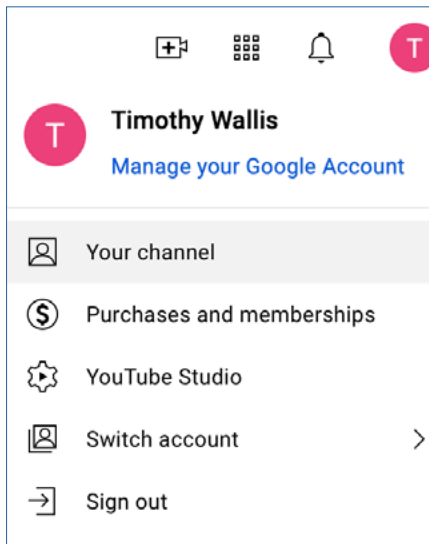 T
T
Timothy Wallis
Manage your Google Account
Your channel
$ Purchases and memberships
YouTube Studio
Switch account
Sign out